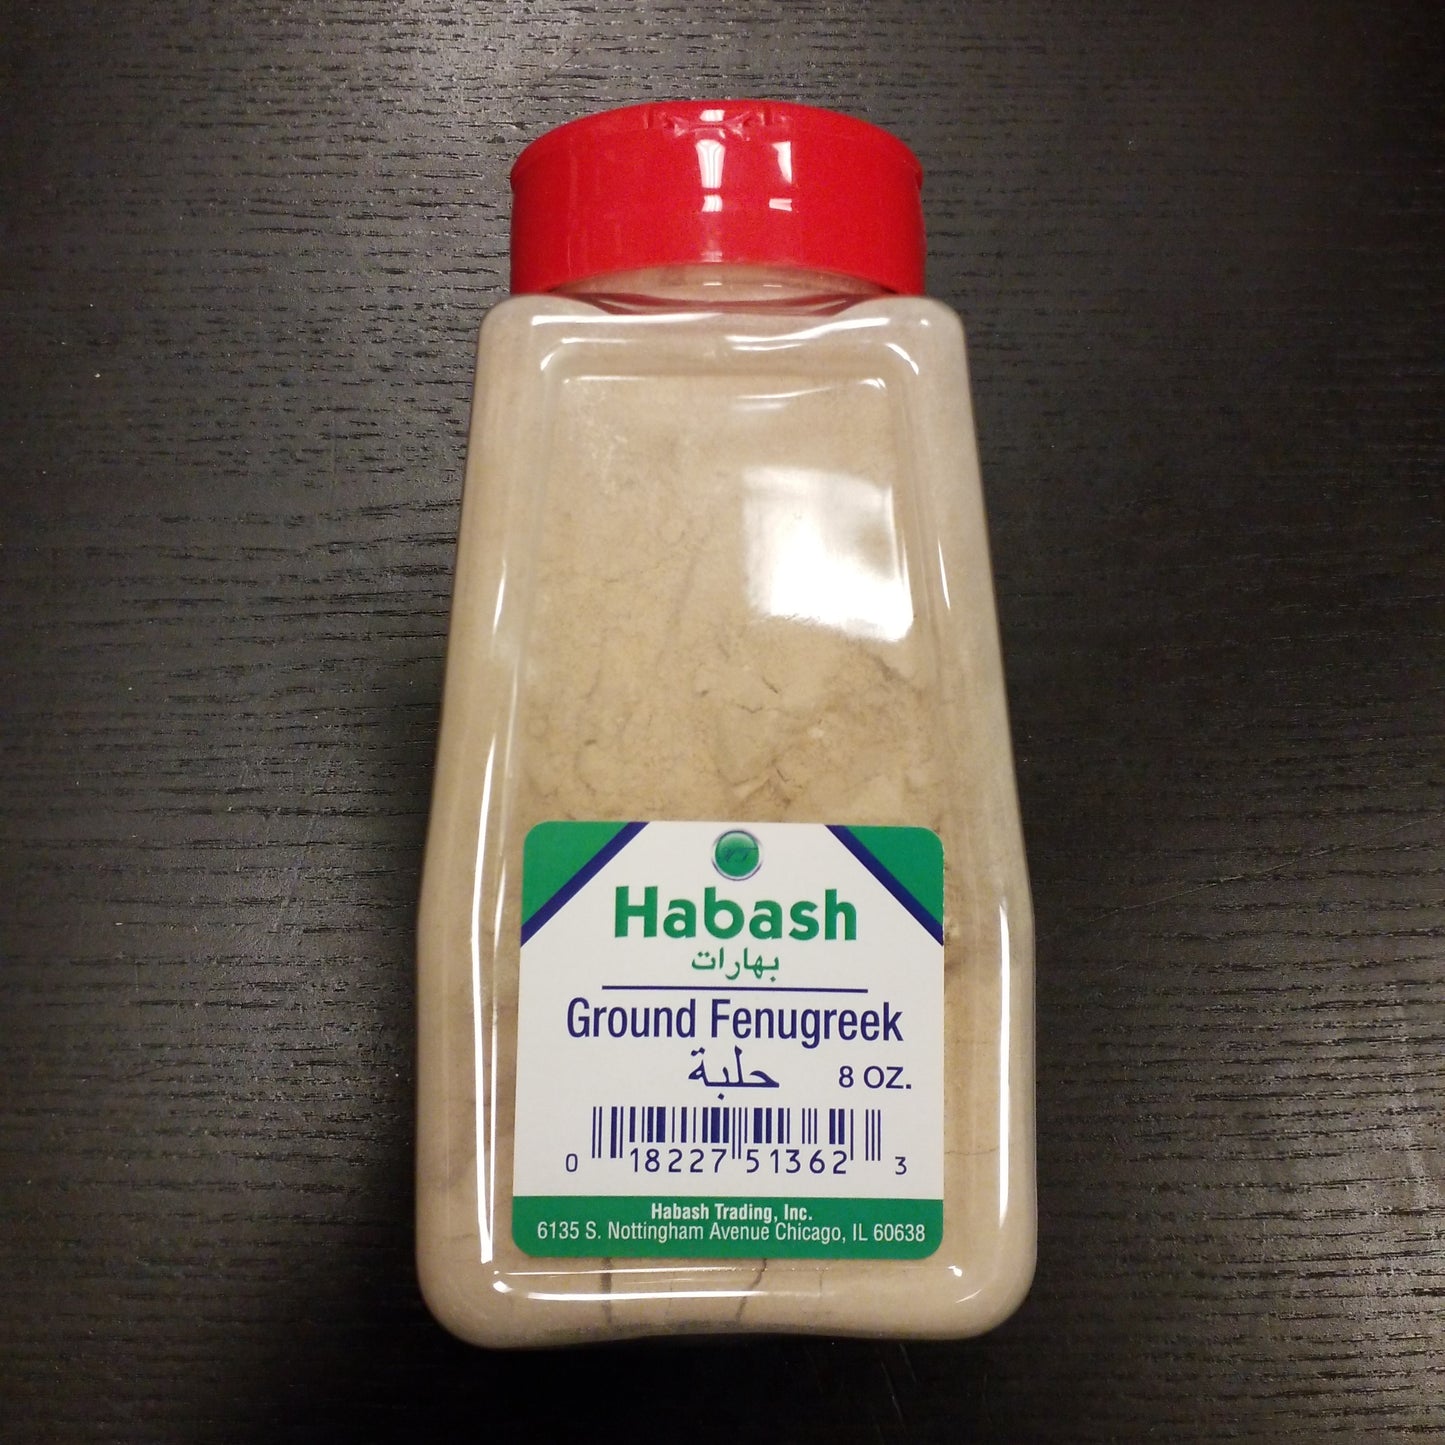 Habash
بهارات
Ground Fenugreek
حلبة 8 OZ.
0 18227 51362 3
Habash Trading, Inc.
6135 S. Nottingham Avenue Chicago, IL 60638